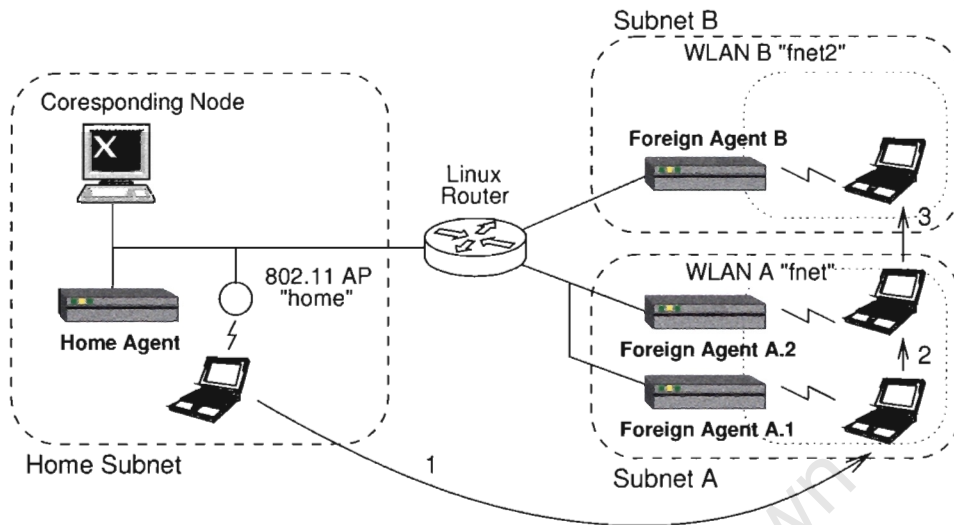 Subnet B
WLAN B "fnet2"
Coresponding Node
X
Foreign Agent B
Linux
Router
3
802.11 AP
"home"
WLAN A "fnet"
Home Agent
Foreign Agent A.2
2
Foreign Agent A.1
Home Subnet
1
Subnet A
wn